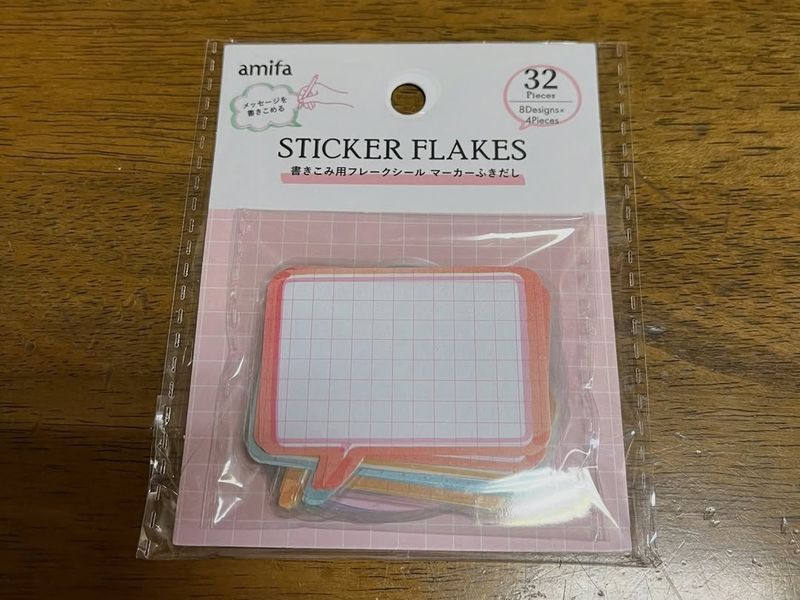 amifa
メッセージを
書きこめる
32
Pieces
8Designs×
4Pieces
STICKER FLAKES
書きこみ用フレークシール マーカーふきだし